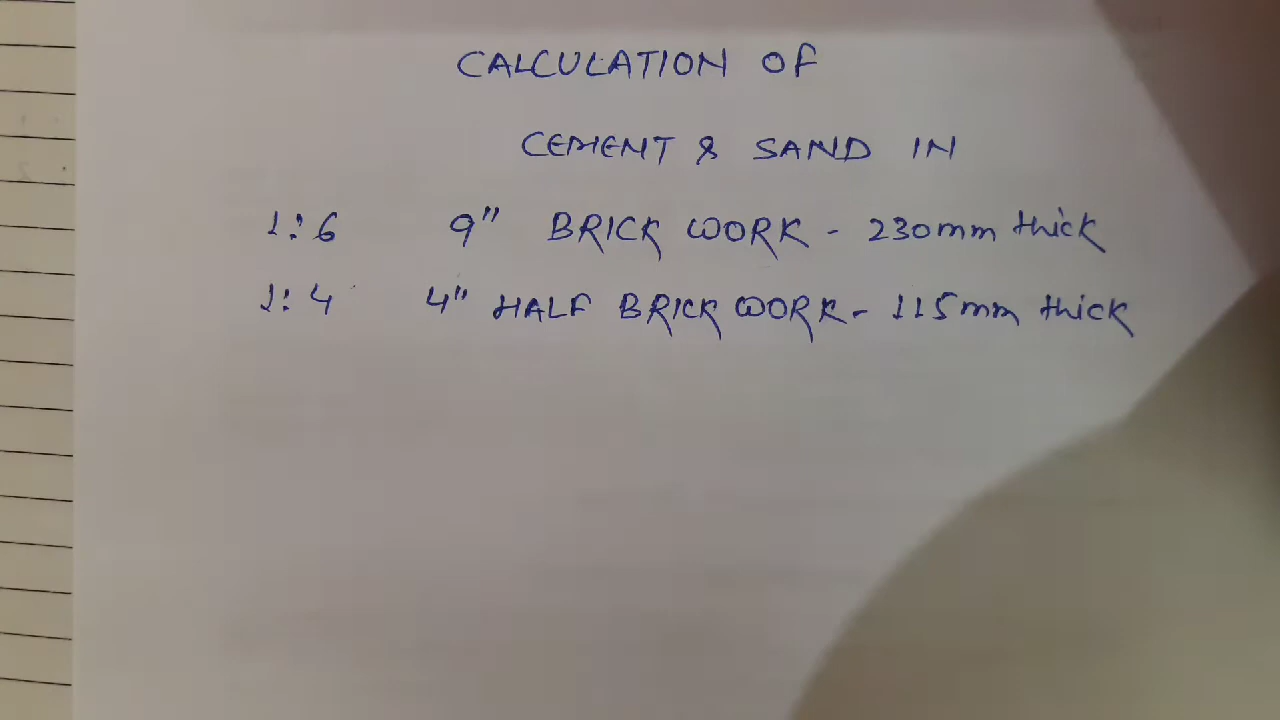 CALCULATION OF
CEMENT & SAND IN
1:6 9" BRICK WORK - 230mm thick
1:4 4" HALF BRICK WORK - 115mm thick